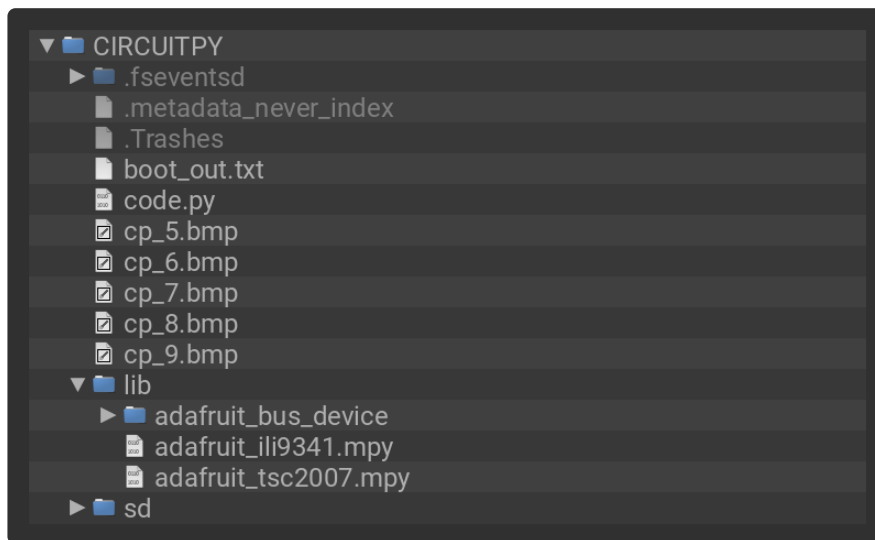 CIRCUITPY
.fseventsd
.metadata_never_index
.Trashes
boot_out.txt
code.py
cp_5.bmp
cp_6.bmp
cp_7.bmp
cp_8.bmp
cp_9.bmp
lib
adafruit_bus_device
adafruit_ili9341.mpy
adafruit_tsc2007.mpy
sd